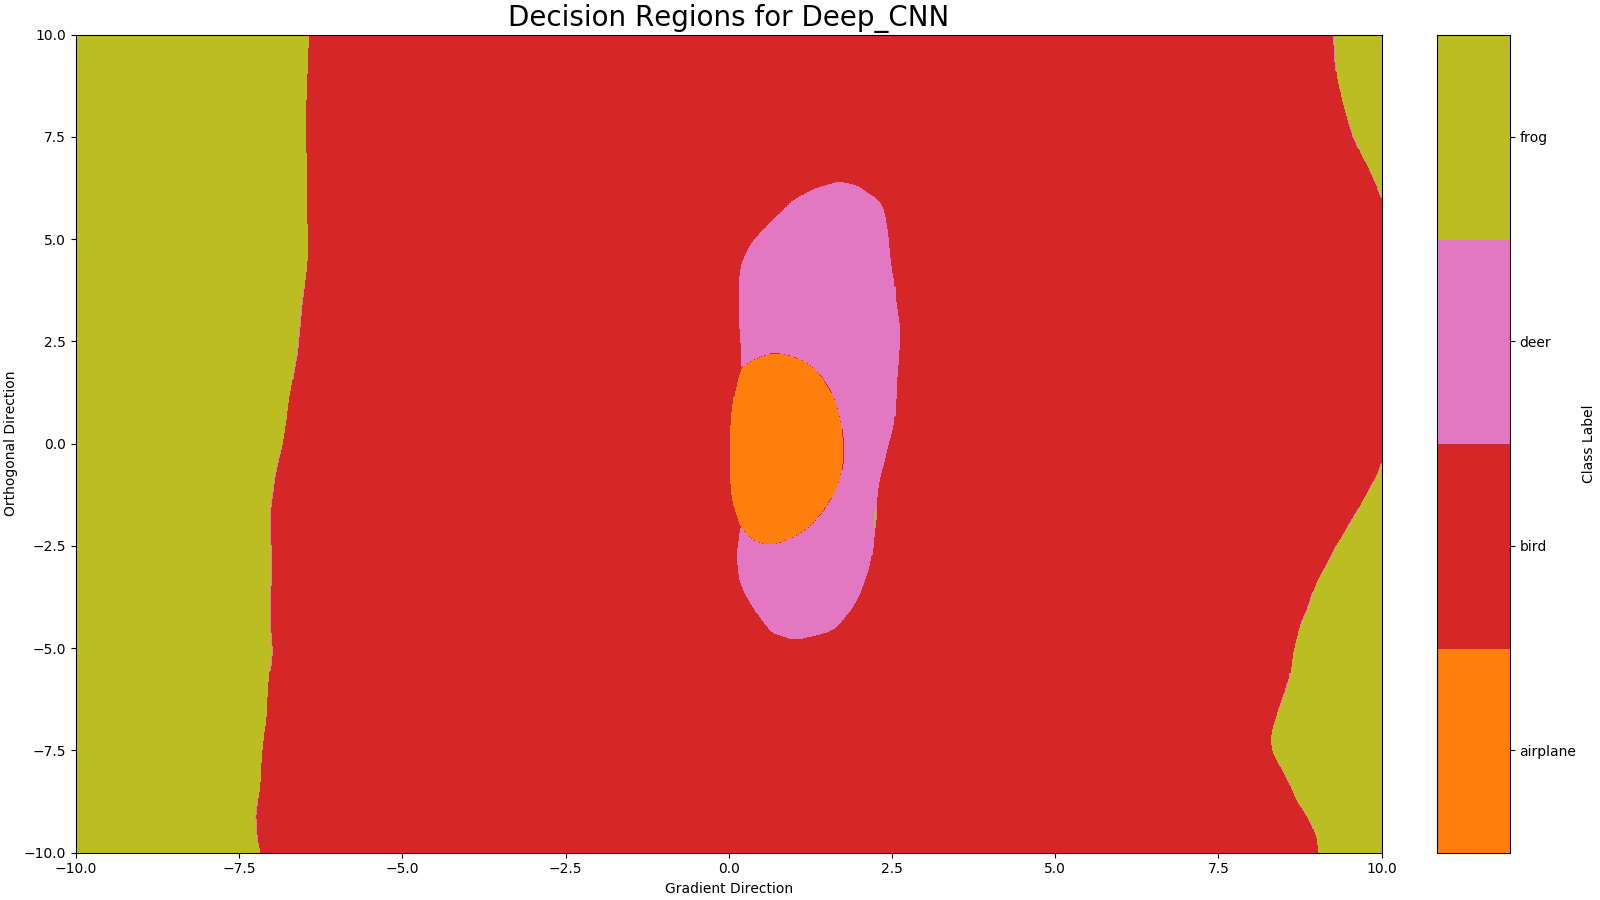 Decision Regions for Deep_CNN
10.0
7.5
5.0
2.5
0.0
−2.5
−5.0
−7.5
−10.0
Orthogonal Direction
−10.0 −7.5 −5.0 −2.5 0.0 2.5 5.0 7.5 10.0
Gradient Direction
frog
deer
bird
airplane
Class Label